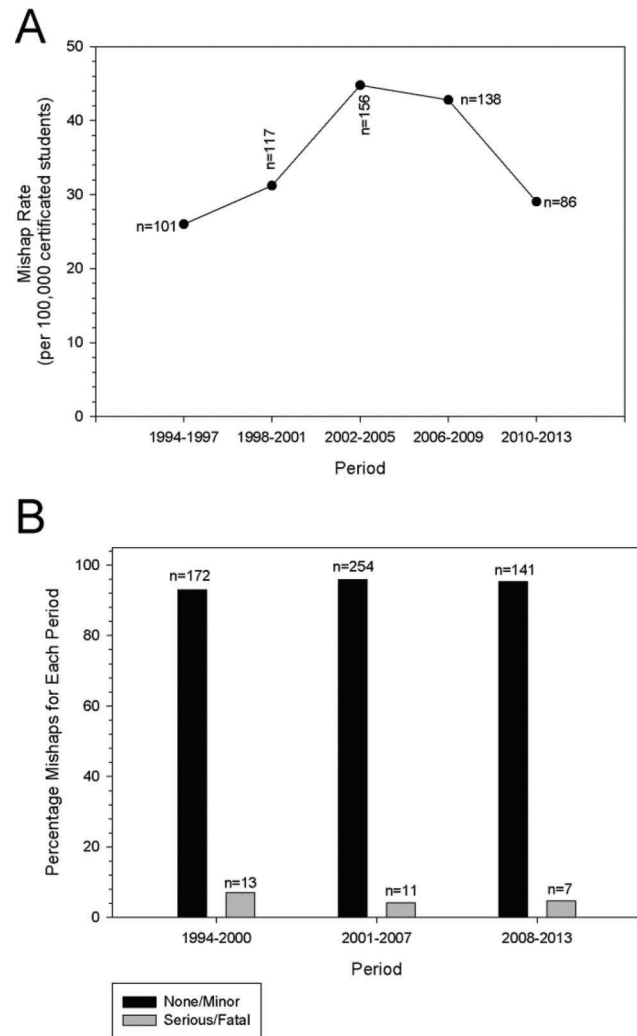 A
50
40
30
20
10
0
Mishap Rate
(per 100,000 certificated students)
n=101
n=117
n=156
n=138
n=86
1994-1997 1998-2001 2002-2005 2006-2009 2010-2013
Period
B
100
80
60
40
20
0
Percentage Mishaps for Each Period
n=172
n=13
n=254
n=11
n=141
n=7
1994-2000 2001-2007 2008-2013
Period
None/Minor
Serious/Fatal